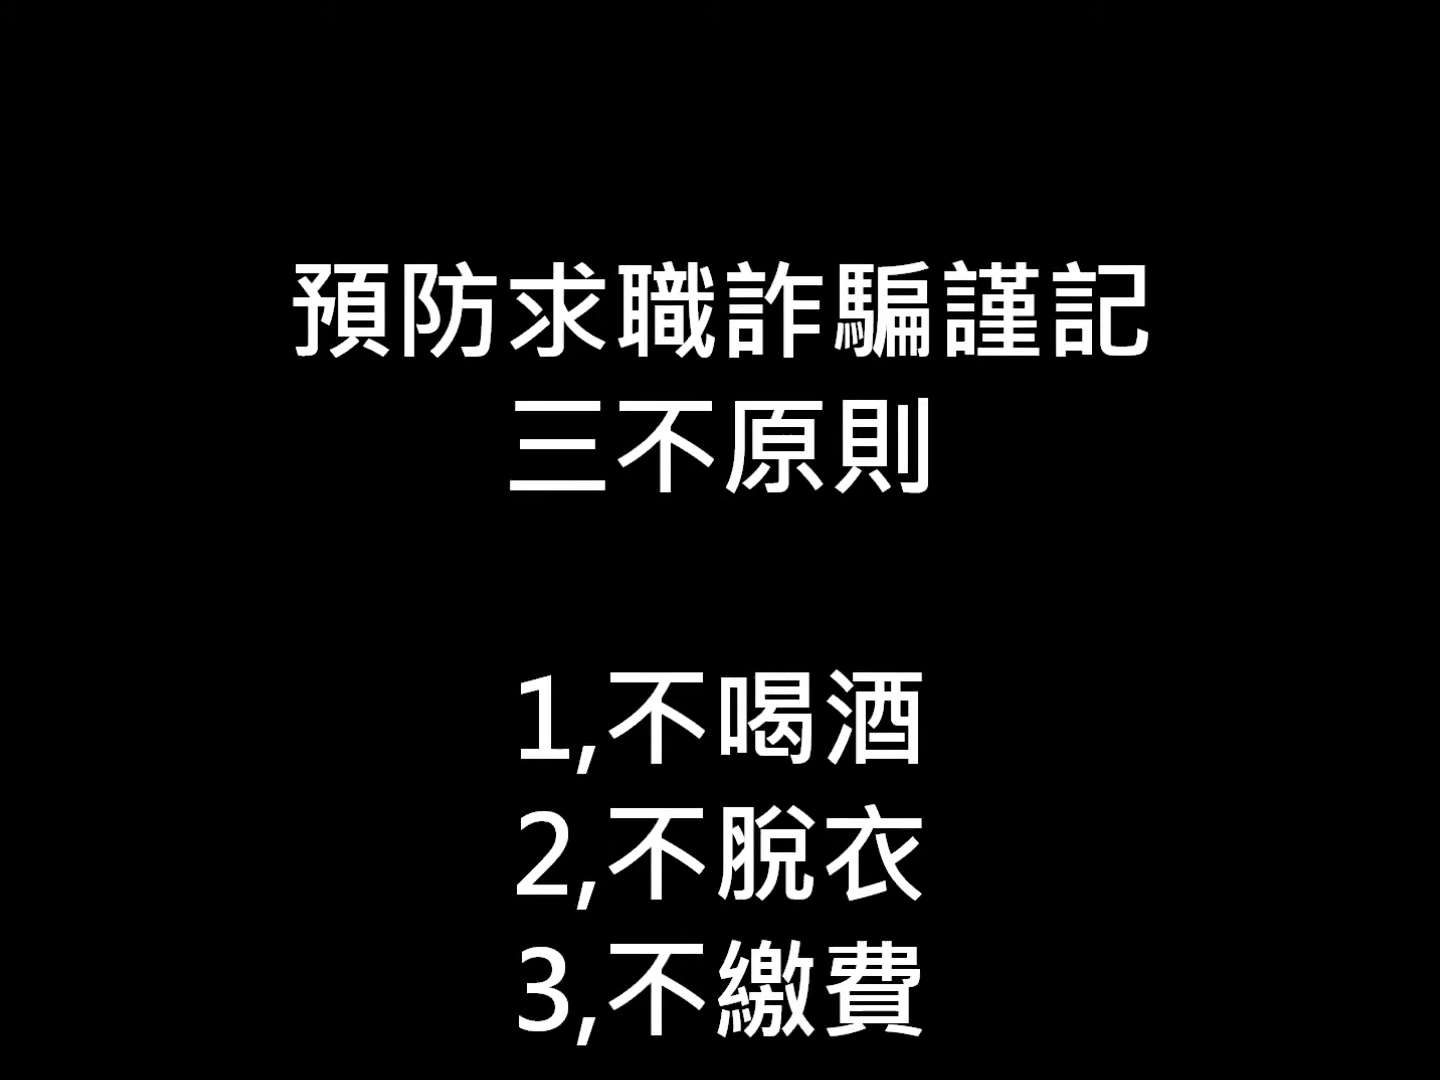 預防求職詐騙謹記
三不原則
1,不喝酒
2,不脫衣
3,不繳費